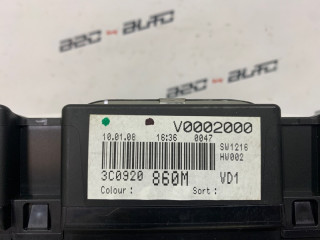 A2C AUTO A2C AUTO
V0002000
10.01.08 16:36 0047
SW1216
HW002
3C0920 860M VD1
Colour : Sort :